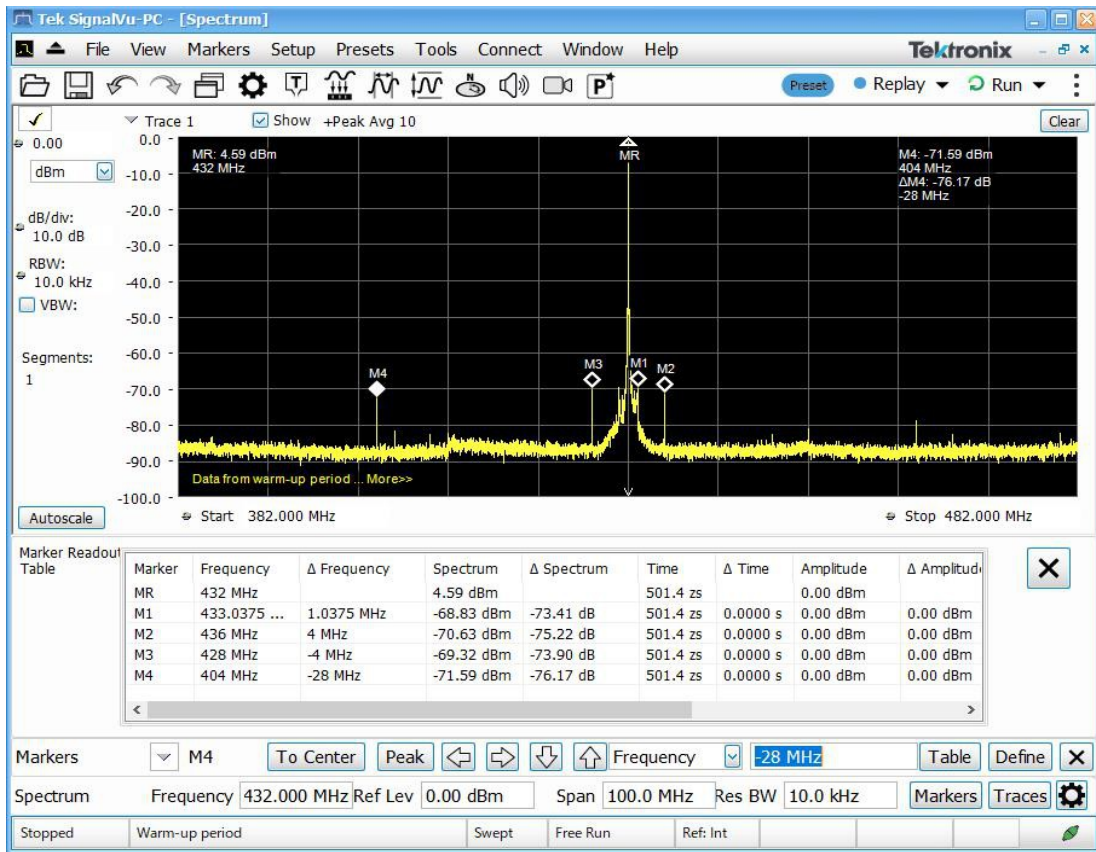 Tek SignalVu-PC - [Spectrum]
File View Markers Setup Presets Tools Connect Window Help Tektronix
Preset Replay Run
Trace 1 Show +Peak Avg 10 Clear
0.00
dBm
dB/div:
10.0 dB
RBW:
10.0 kHz
VBW:
Segments:
1
Autoscale
0.0
-10.0
-20.0
-30.0
-40.0
-50.0
-60.0
-70.0
-80.0
-90.0
-100.0
MR: 4.59 dBm
432 MHz
MR
M4: -71.59 dBm
404 MHz
ΔM4: -76.17 dB
-28 MHz
M4
M3
M1
M2
Data from warm-up period ... More>>
Start 382.000 MHz Stop 482.000 MHz
Marker Readout
Table
Marker Frequency Δ Frequency Spectrum Δ Spectrum Time Δ Time Amplitude Δ Amplitude
MR 432 MHz 4.59 dBm 501.4 zs 0.00 dBm
M1 433.0375 ... 1.0375 MHz -68.83 dBm -73.41 dB 501.4 zs 0.0000 s 0.00 dBm 0.00 dBm
M2 436 MHz 4 MHz -70.63 dBm -75.22 dB 501.4 zs 0.0000 s 0.00 dBm 0.00 dBm
M3 428 MHz -4 MHz -69.32 dBm -73.90 dB 501.4 zs 0.0000 s 0.00 dBm 0.00 dBm
M4 404 MHz -28 MHz -71.59 dBm -76.17 dB 501.4 zs 0.0000 s 0.00 dBm 0.00 dBm
Markers M4 To Center Peak Frequency -28 MHz Table Define
Spectrum Frequency 432.000 MHz Ref Lev 0.00 dBm Span 100.0 MHz Res BW 10.0 kHz Markers Traces
Stopped Warm-up period Swept Free Run Ref: Int